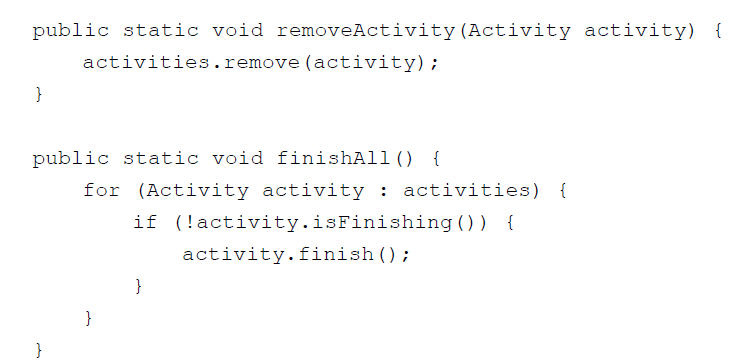 public static void removeActivity(Activity activity) {
    activities.remove(activity);
}

public static void finishAll() {
    for (Activity activity : activities) {
        if (!activity.isFinishing()) {
            activity.finish();
        }
    }
}